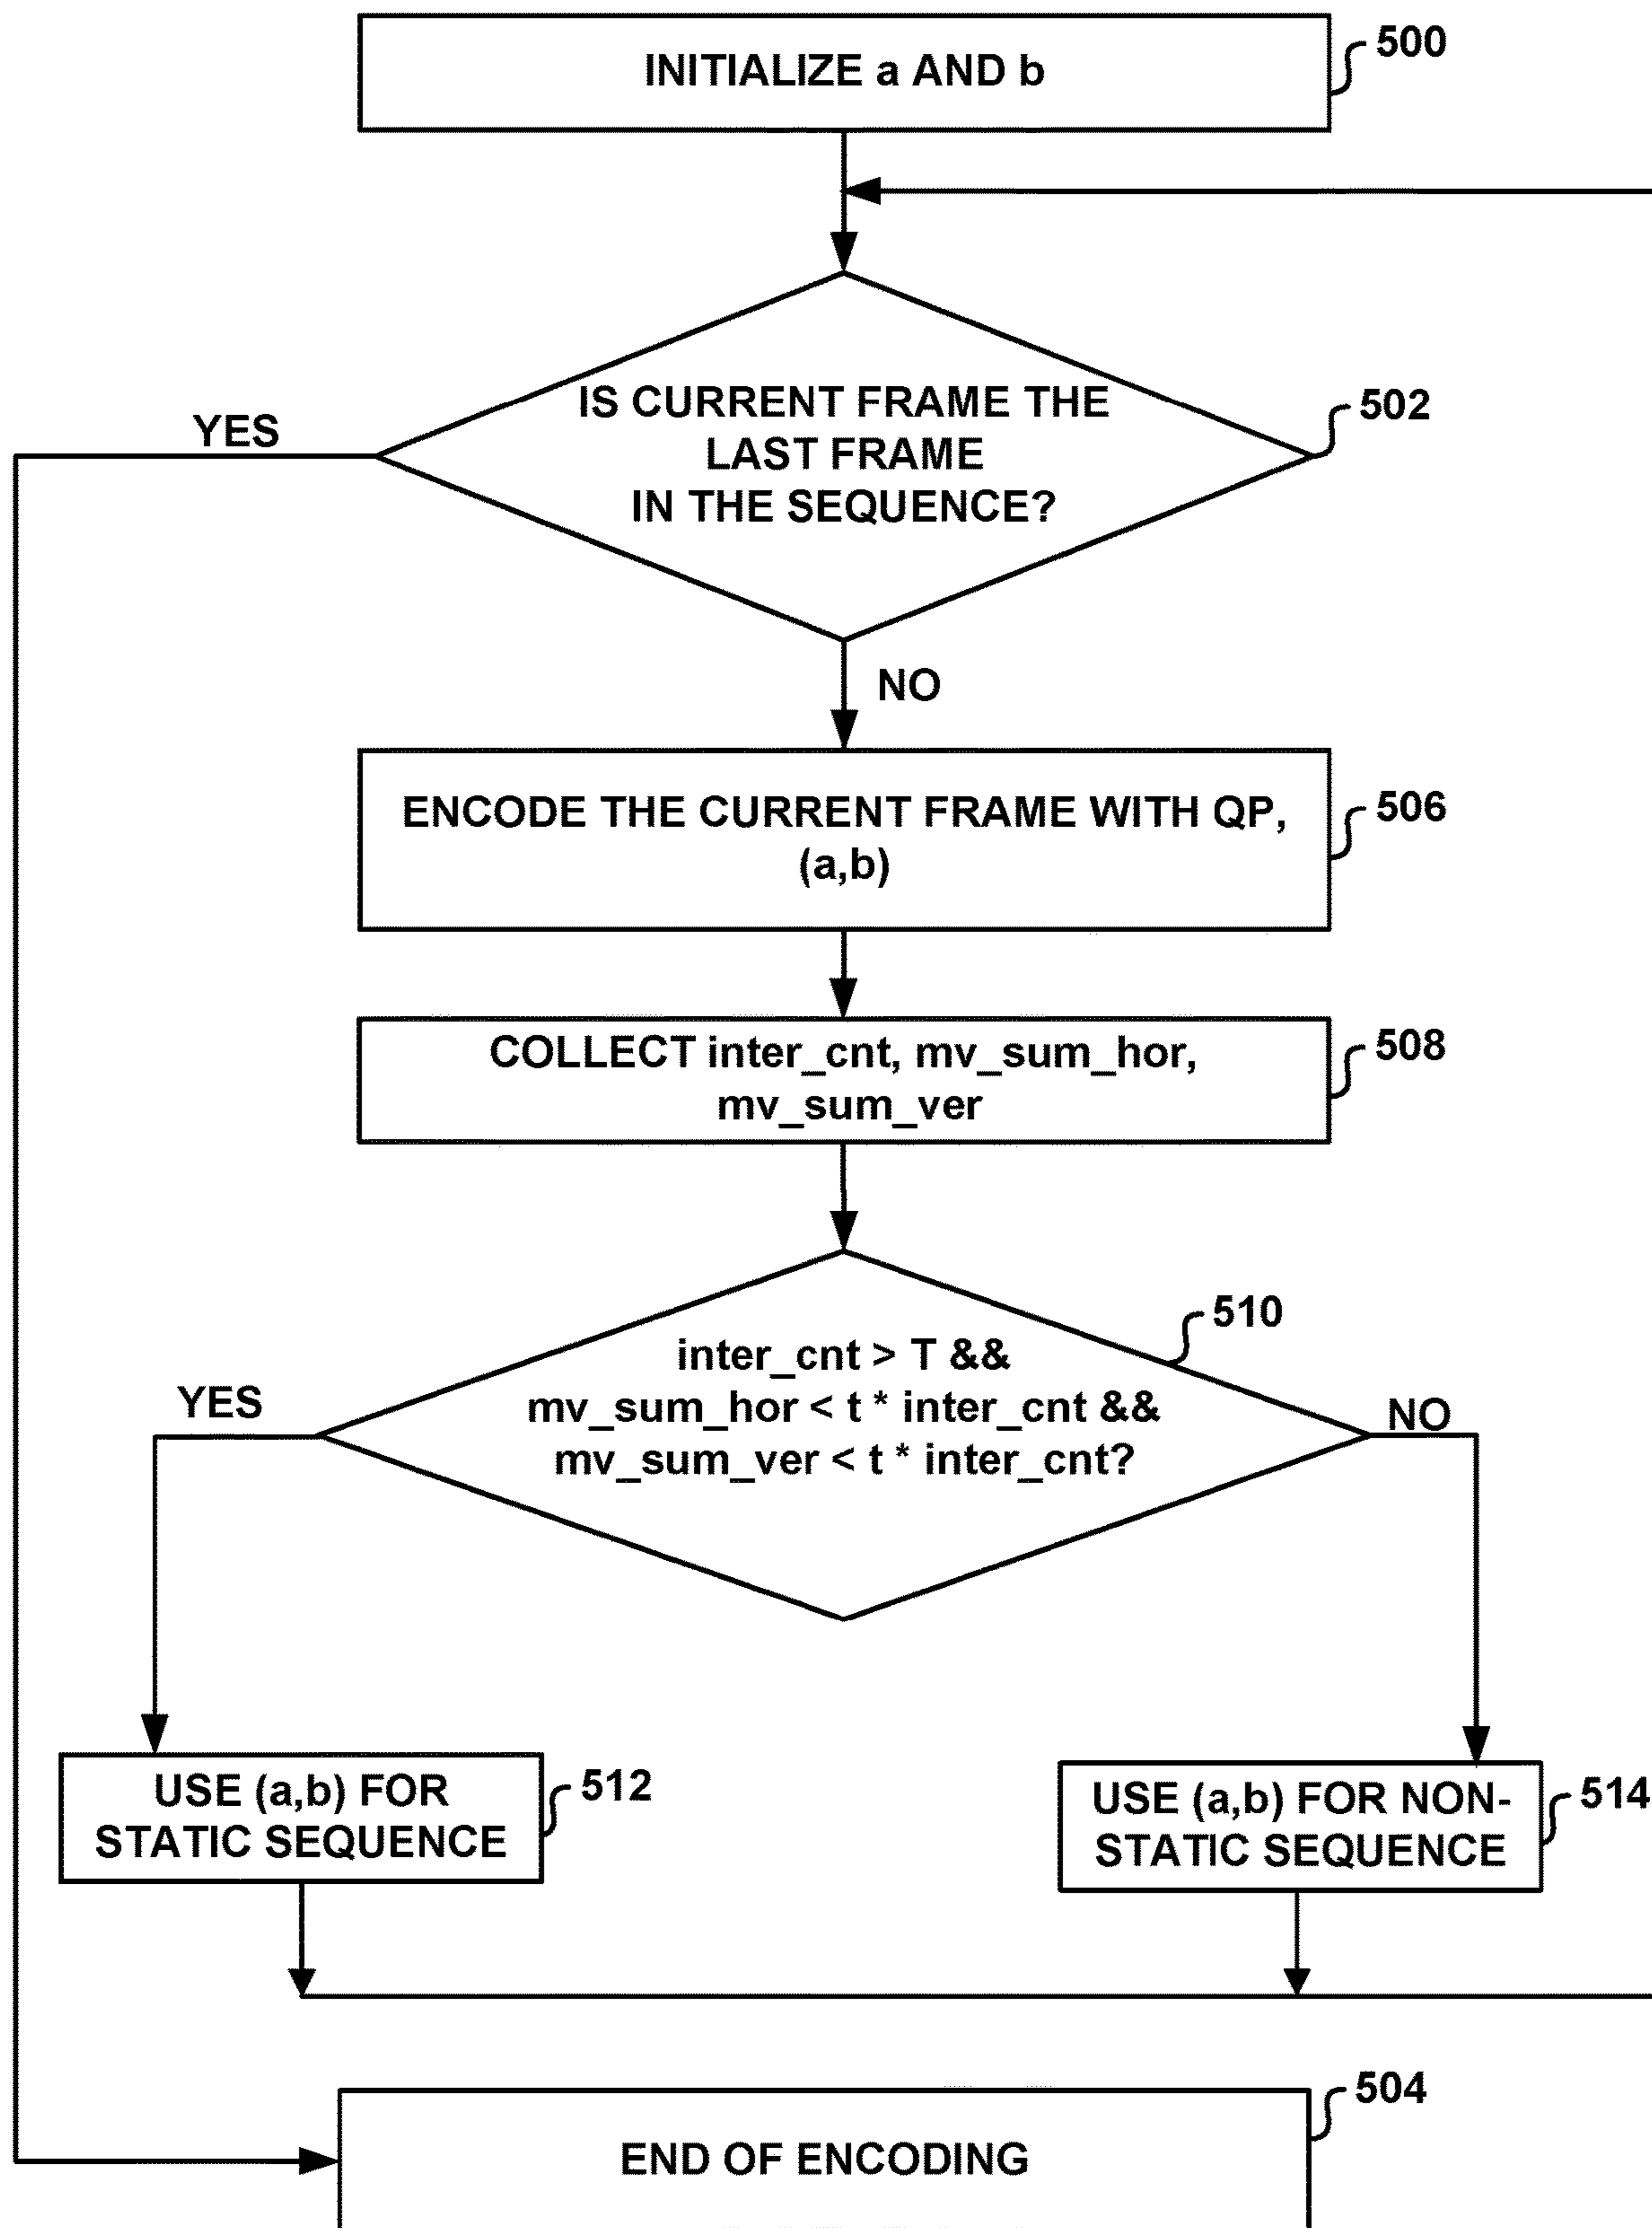 INITIALIZE a AND b
500
IS CURRENT FRAME THE
LAST FRAME
IN THE SEQUENCE?
502
YES
NO
ENCODE THE CURRENT FRAME WITH QP,
(a,b)
506
COLLECT inter_cnt, mv_sum_hor,
mv_sum_ver
508
510
inter_cnt > T &&
mv_sum_hor < t * inter_cnt &&
mv_sum_ver < t * inter_cnt?
YES
NO
USE (a,b) FOR
STATIC SEQUENCE
512
USE (a,b) FOR NON-
STATIC SEQUENCE
514
504
END OF ENCODING